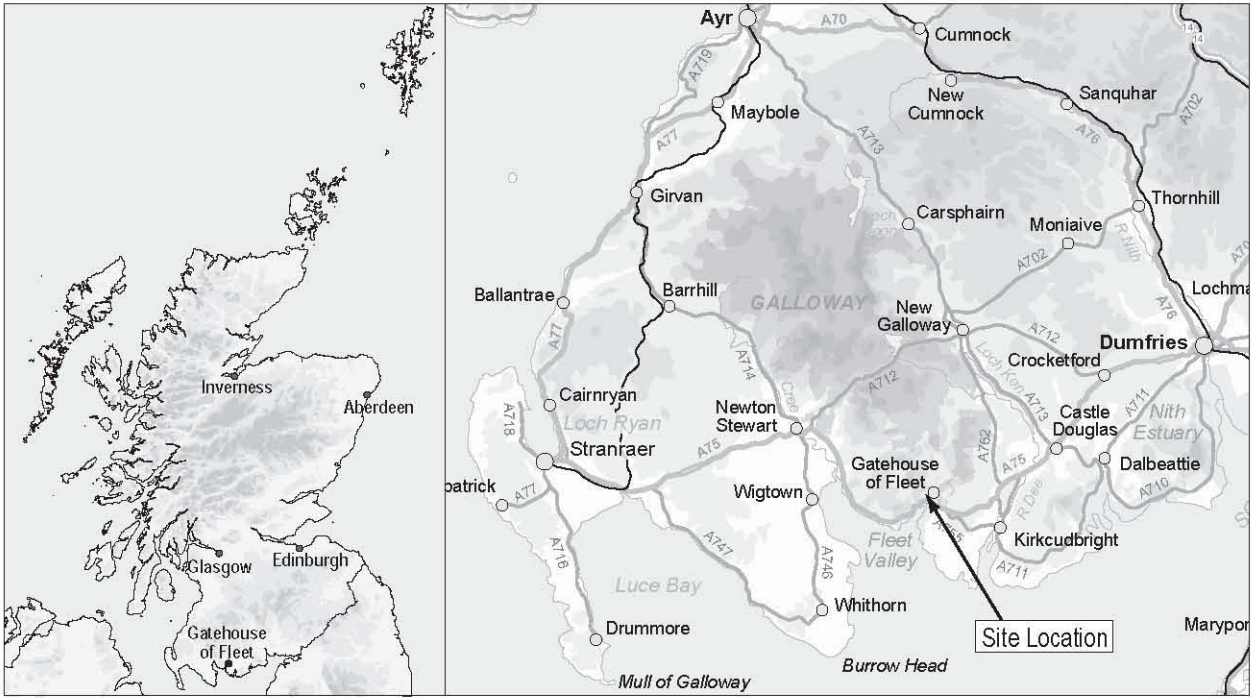 Inverness
Aberdeen
Edinburgh
Glasgow
Gatehouse
of Fleet
Ayr
A70
Cumnock
14
14
A719
New
Cumnock
Sanquhar
A702
Maybole
A77
A713
A76
Girvan
Carsphairn
Thornhill
Moniaive
R Nith
A702
Ballantrae
Barrhill
GALLOWAY
New
Galloway
A76
Lochma
A77
A714
A712
Dumfries
Crocketford
Loch Ken
A713
Cairnryan
Cree
A712
Castle
Douglas
A711
Nith
Estuary
A718
Loch Ryan
Newton
Stewart
Stranraer
A75
A762
A75
Dalbeattie
Gatehouse
of Fleet
patrick
A77
Wigtown
R Dee
A710
Kirkcudbright
Fleet
Valley
A711
A716
A747
A746
Luce Bay
Whithorn
Drummore
Site Location
Marypor
Burrow Head
Mull of Galloway